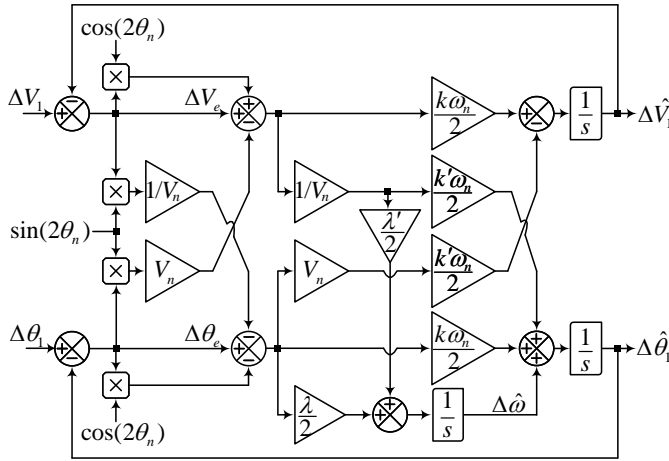 cos(2θₙ)
×
ΔV₁
ΔVₑ
kωₙ/2
1/s
ΔV̂₁
×
1/Vₙ
1/Vₙ
k'ωₙ/2
sin(2θₙ)
λ'/2
×
Vₙ
Vₙ
k'ωₙ/2
Δθ₁
Δθₑ
kωₙ/2
1/s
Δθ̂₁
×
λ/2
1/s
Δω̂
cos(2θₙ)